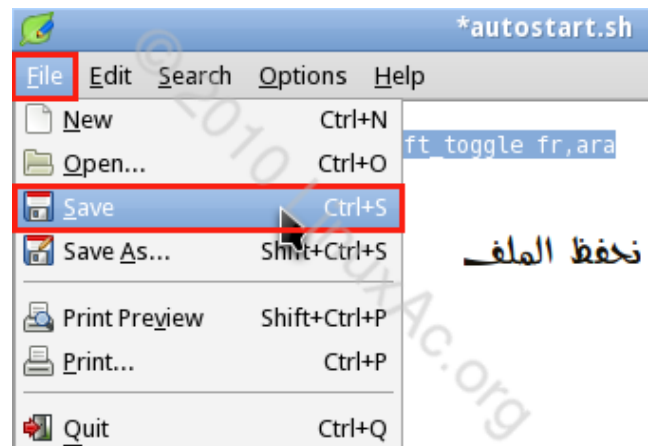 *autostart.sh
File Edit Search Options Help
New Ctrl+N
ft_toggle fr,ara
Open... Ctrl+O
Save Ctrl+S
Save As... Shift+Ctrl+S
نحفظ الملف
Print Preview Shift+Ctrl+P
Print... Ctrl+P
Quit Ctrl+Q
© 2010 LinuxAc.org